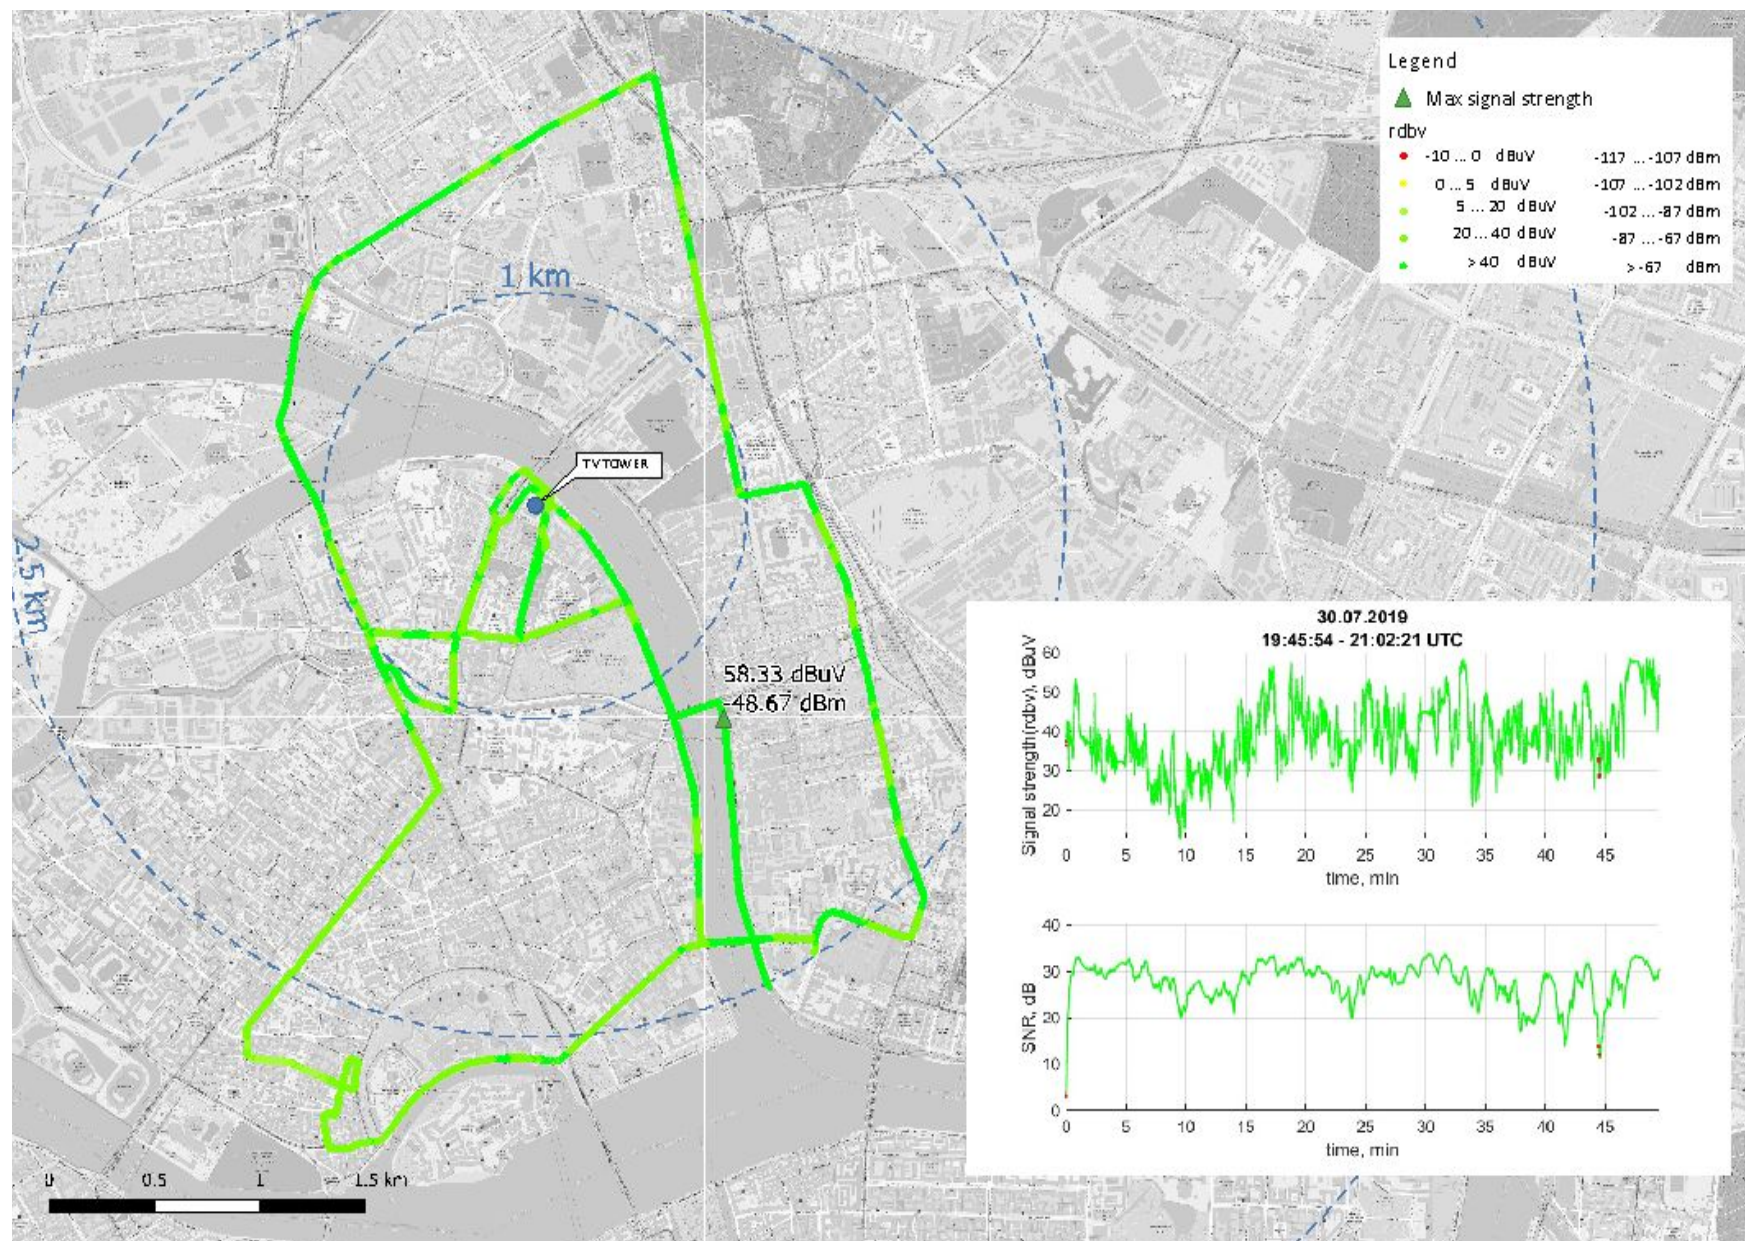 Legend
Max signal strength
rdbv
-10 ... 0 dBuV -117 ... -107 dBm
0 ... 5 dBuV -107 ... -102 dBm
5 ... 20 dBuV -102 ... -87 dBm
20 ... 40 dBuV -87 ... -67 dBm
>40 dBuV >-67 dBm
1 km
TV TOWER
2.5 km
58.33 dBuV
-48.67 dBm
30.07.2019
19:45:54 - 21:02:21 UTC
Signal strength(rdbv), dBuV
60
50
40
30
20
0 5 10 15 20 25 30 35 40 45
time, min
SNR, dB
40
30
20
10
0
0 5 10 15 20 25 30 35 40 45
time, min
0 0.5 1 1.5 km